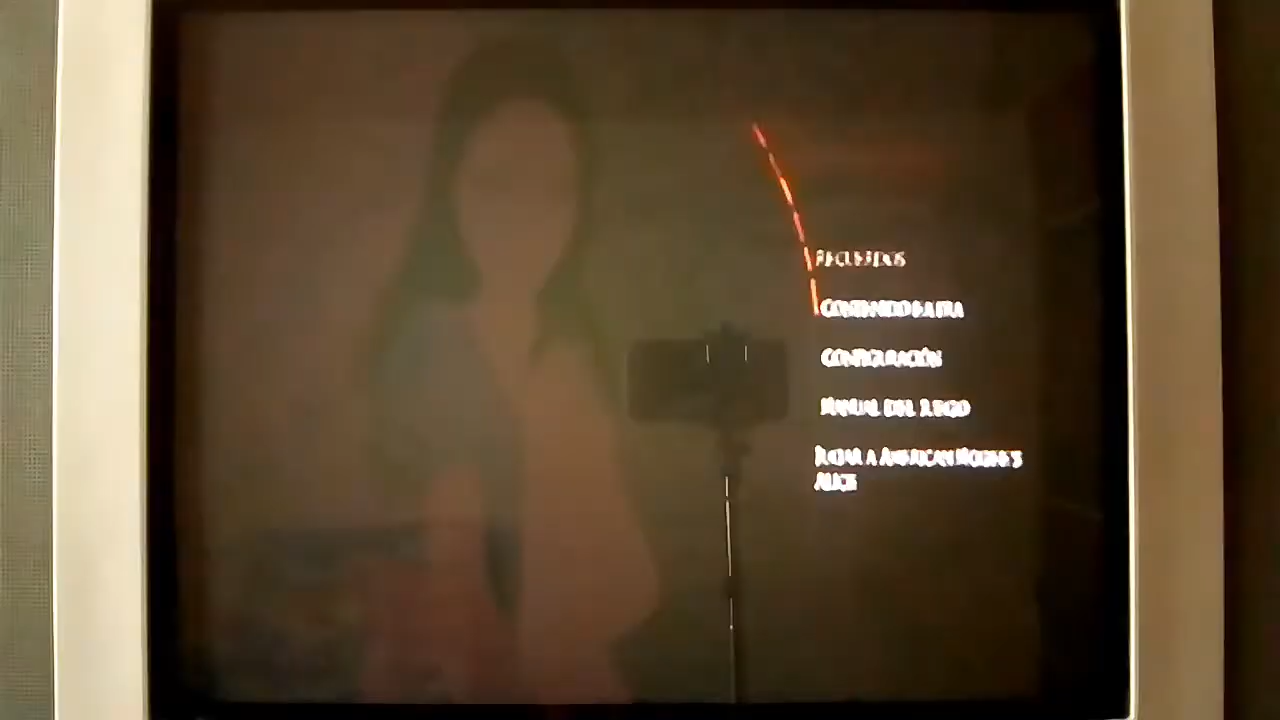 RECUERDOS
CONTENIDO EXTRA
CONFIGURACIÓN
MANUAL DEL JUEGO
JUGAR A AMERICAN MCGEE'S
ALICE